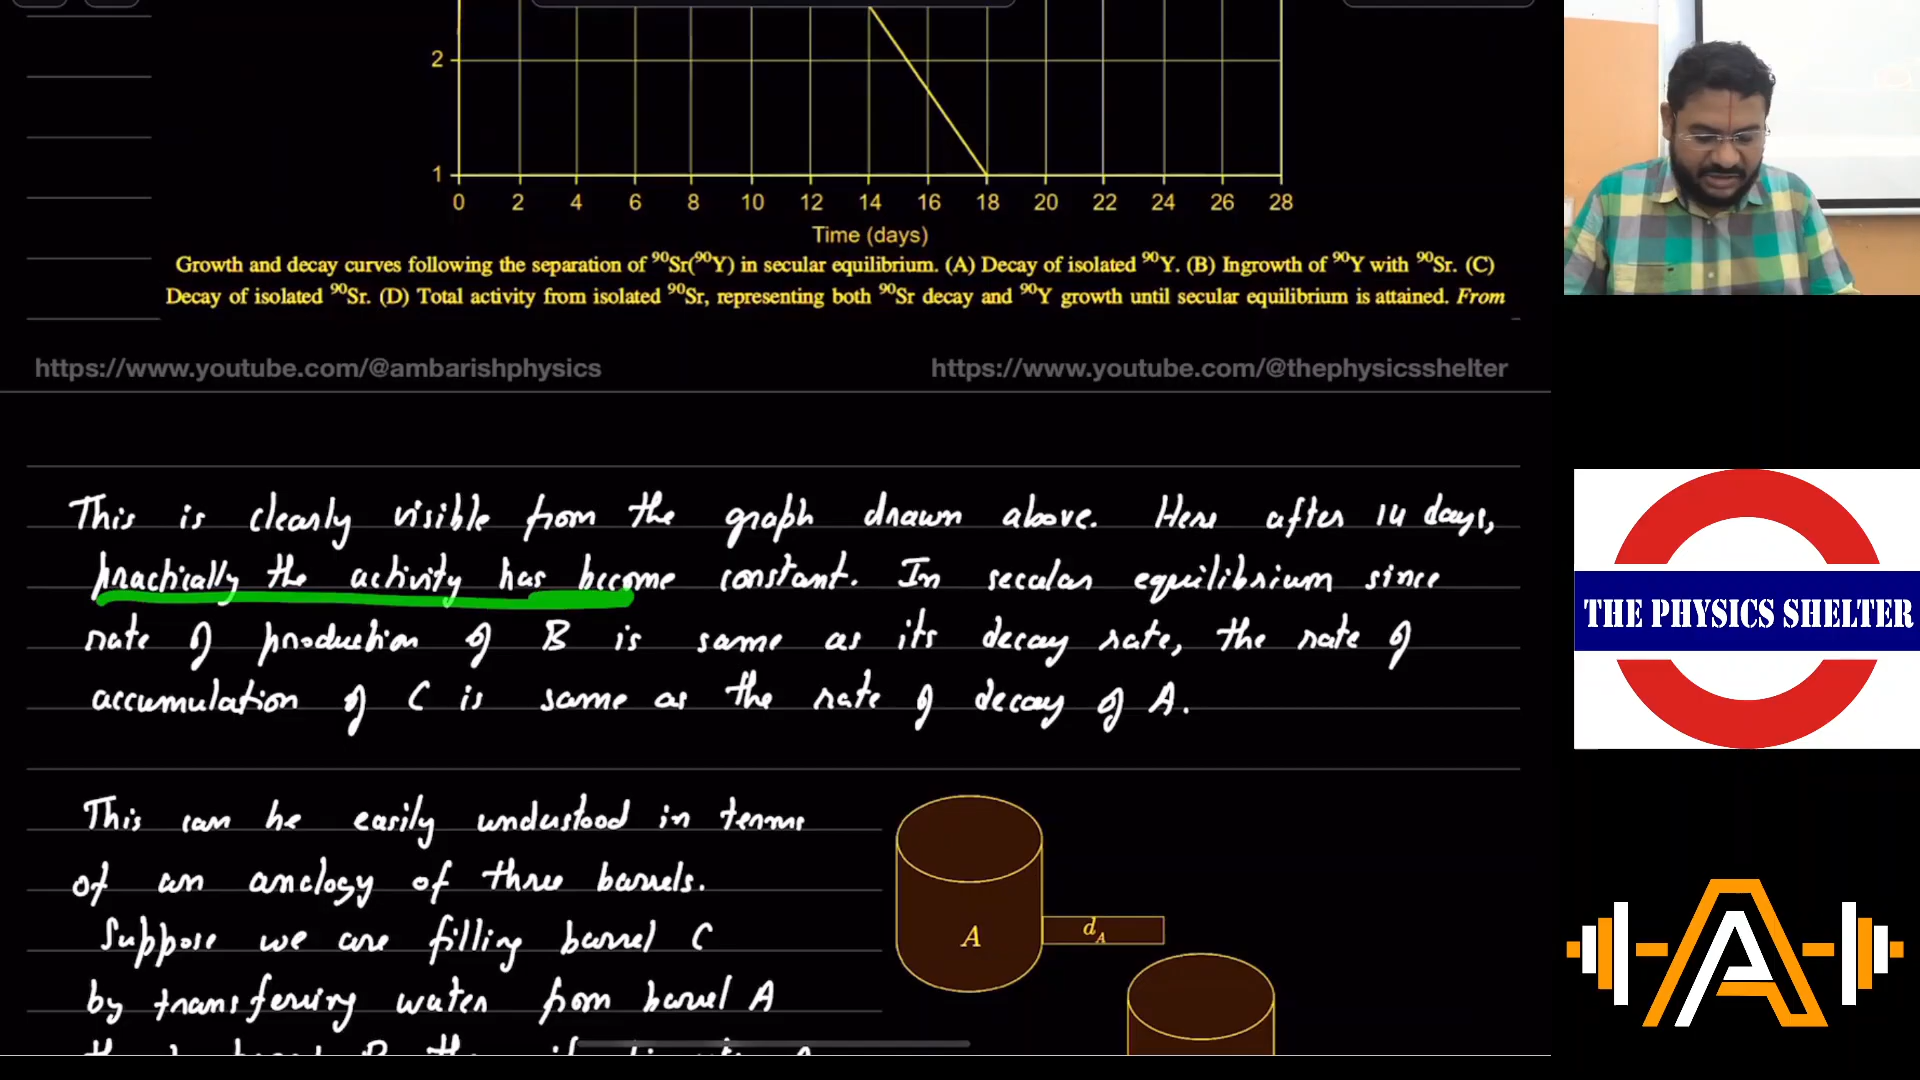 2
1
0 2 4 6 8 10 12 14 16 18 20 22 24 26 28
Time (days)
Growth and decay curves following the separation of ⁹⁰Sr(⁹⁰Y) in secular equilibrium. (A) Decay of isolated ⁹⁰Y. (B) Ingrowth of ⁹⁰Y with ⁹⁰Sr. (C)
Decay of isolated ⁹⁰Sr. (D) Total activity from isolated ⁹⁰Sr, representing both ⁹⁰Sr decay and ⁹⁰Y growth until secular equilibrium is attained. From
https://www.youtube.com/@ambarishphysics
https://www.youtube.com/@thephysicsshelter
This is clearly visible from the graph drawn above. Here after 14 days,
practically the activity has become constant. In secular equilibrium since
rate of production of B is same as its decay rate, the rate of
accumulation of C is same as the rate of decay of A.
This can be easily understood in terms
of an analogy of three barrels.
Suppose we are filling barrel C
by transferring water from barrel A
A
d_A
THE PHYSICS SHELTER
A